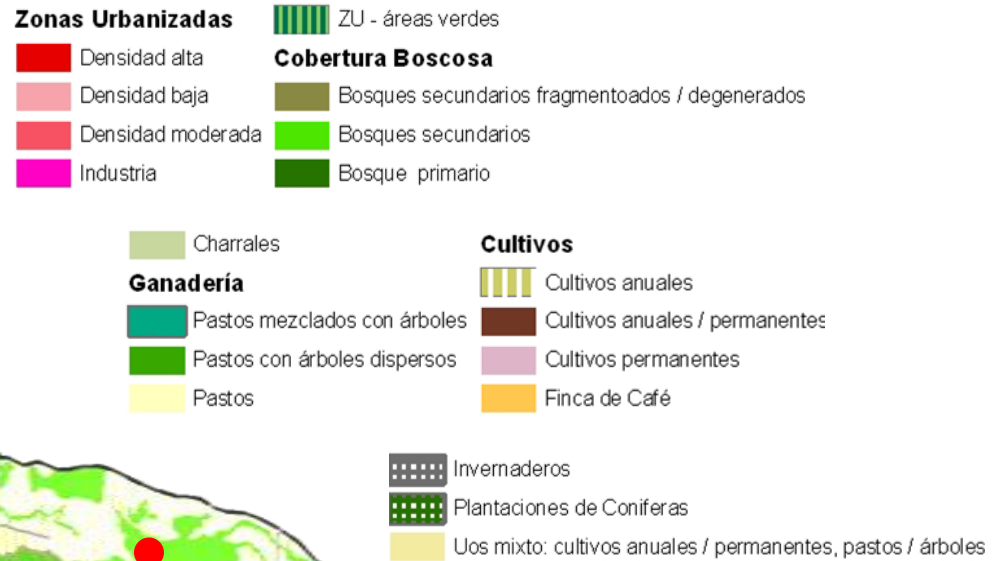 Zonas Urbanizadas
Densidad alta
Densidad baja
Densidad moderada
Industria
ZU - áreas verdes
Cobertura Boscosa
Bosques secundarios fragmentoados / degenerados
Bosques secundarios
Bosque primario
Charrales
Ganadería
Pastos mezclados con árboles
Pastos con árboles dispersos
Pastos
Cultivos
Cultivos anuales
Cultivos anuales / permanentes
Cultivos permanentes
Finca de Café
Invernaderos
Plantaciones de Coniferas
Uos mixto: cultivos anuales / permanentes, pastos / árboles